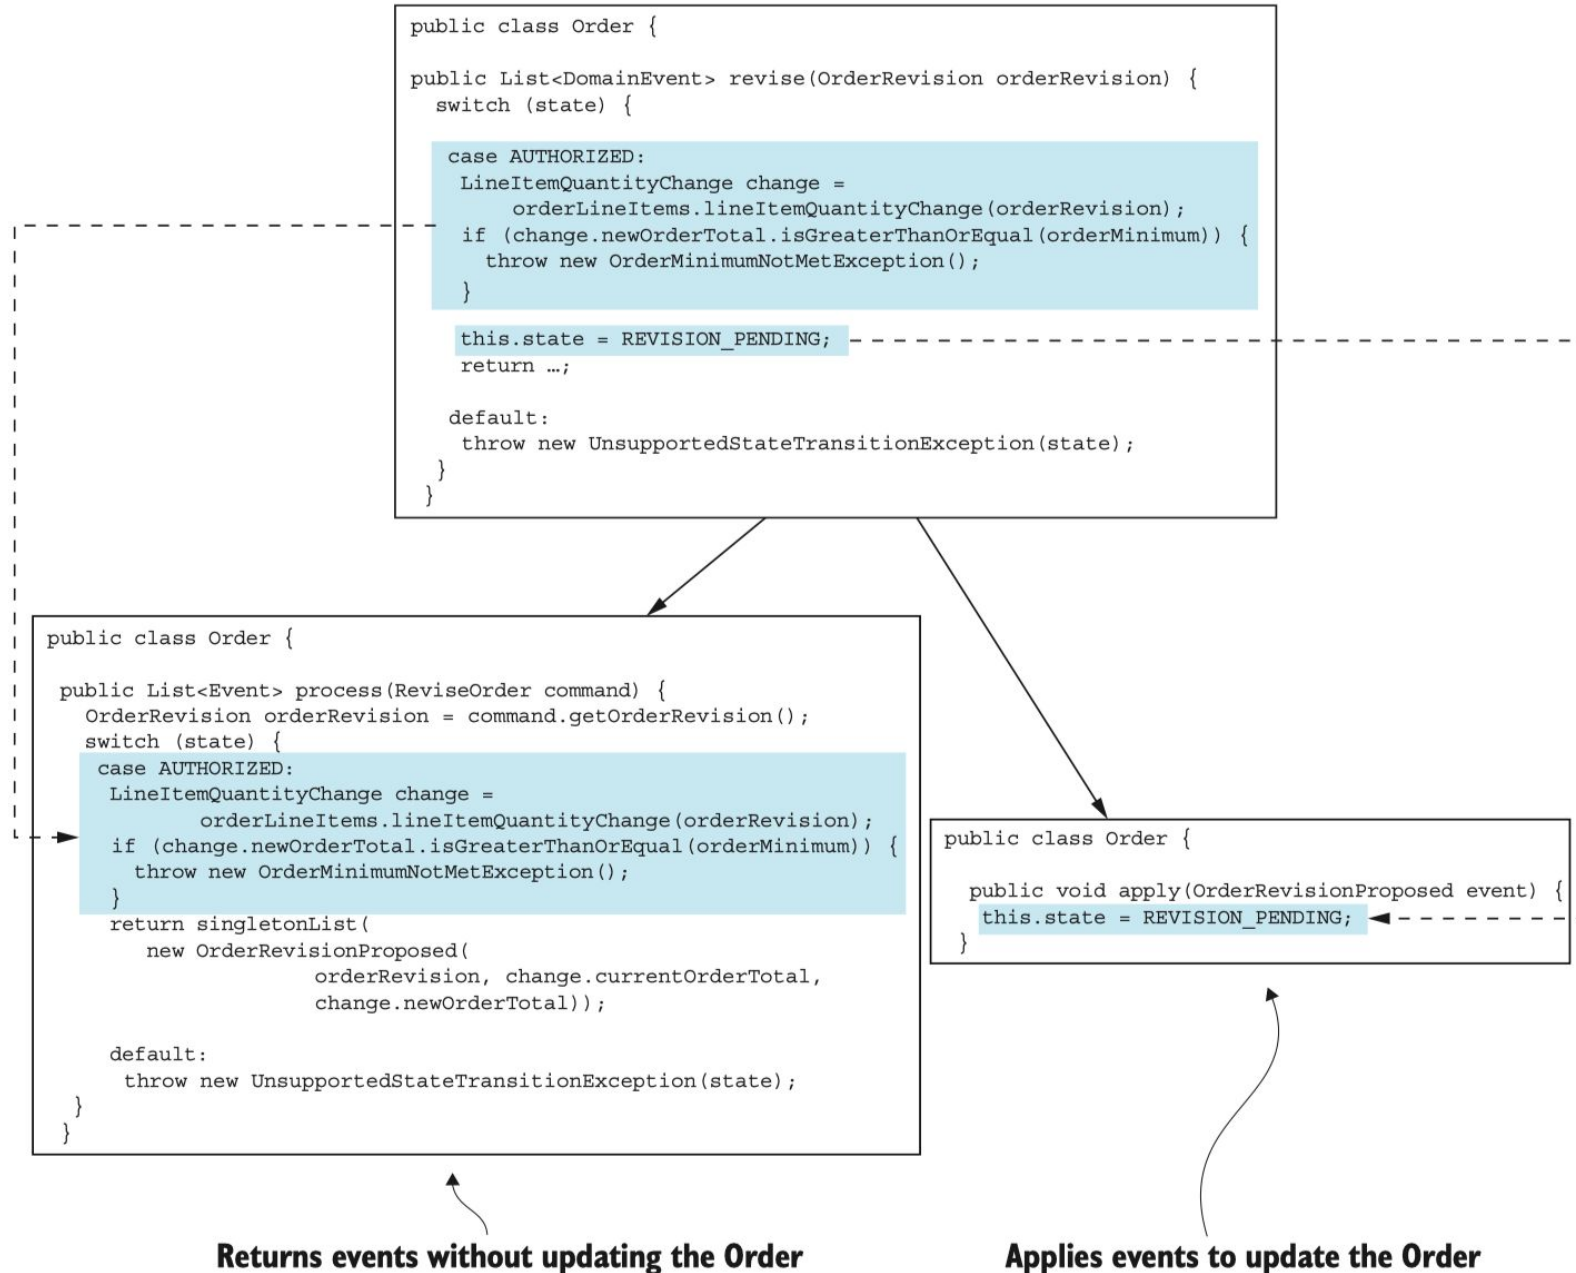 public class Order {
public List<DomainEvent> revise(OrderRevision orderRevision) {
switch (state) {
case AUTHORIZED:
LineItemQuantityChange change =
orderLineItems.lineItemQuantityChange(orderRevision);
if (change.newOrderTotal.isGreaterThanOrEqual(orderMinimum)) {
throw new OrderMinimumNotMetException();
}
this.state = REVISION_PENDING;
return …;
default:
throw new UnsupportedStateTransitionException(state);
}
}
public class Order {
public List<Event> process(ReviseOrder command) {
OrderRevision orderRevision = command.getOrderRevision();
switch (state) {
case AUTHORIZED:
LineItemQuantityChange change =
orderLineItems.lineItemQuantityChange(orderRevision);
if (change.newOrderTotal.isGreaterThanOrEqual(orderMinimum)) {
throw new OrderMinimumNotMetException();
}
return singletonList(
new OrderRevisionProposed(
orderRevision, change.currentOrderTotal,
change.newOrderTotal));
default:
throw new UnsupportedStateTransitionException(state);
}
}
public class Order {
public void apply(OrderRevisionProposed event) {
this.state = REVISION_PENDING;
}
Returns events without updating the Order
Applies events to update the Order